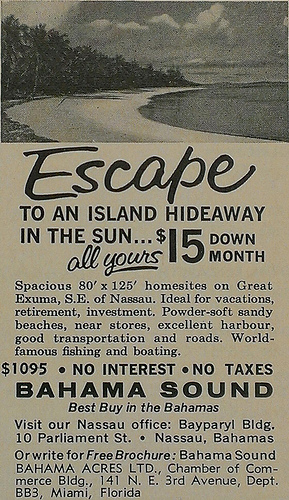 Escape
TO AN ISLAND HIDEAWAY
IN THE SUN... $15 DOWN
all yours MONTH
Spacious 80' x 125' homesites on Great
Exuma, S.E. of Nassau. Ideal for vacations,
retirement, investment. Powder-soft sandy
beaches, near stores, excellent harbour,
good transportation and roads. World-
famous fishing and boating.
$1095 • NO INTEREST • NO TAXES
BAHAMA SOUND
Best Buy in the Bahamas
Visit our Nassau office: Bayparyl Bldg.
10 Parliament St. • Nassau, Bahamas
Or write for Free Brochure: Bahama Sound
BAHAMA ACRES LTD., Chamber of Com-
merce Bldg., 141 N. E. 3rd Avenue, Dept.
BB3, Miami, Florida